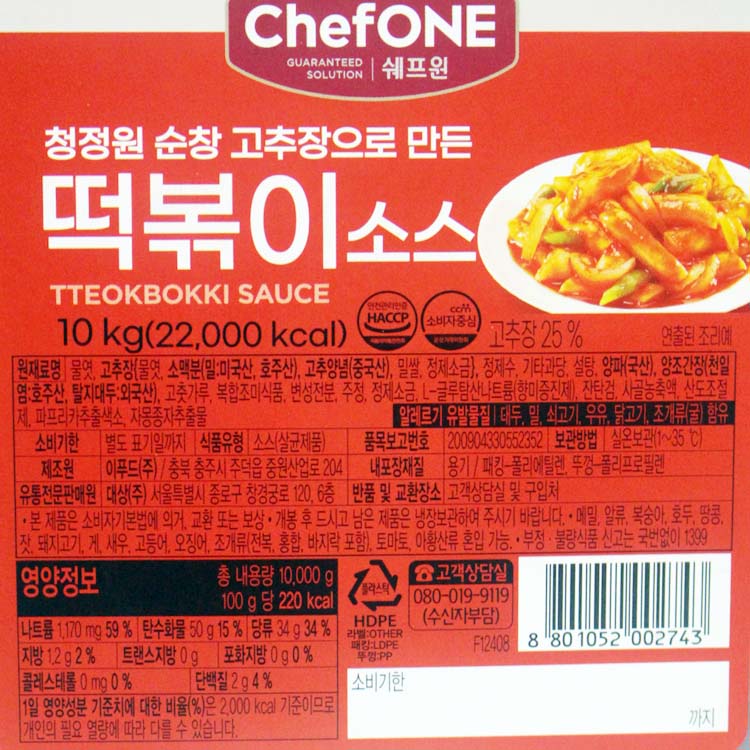 ChefONE
GUARANTEED
SOLUTION
쉐프원
청정원 순창 고추장으로 만든
떡볶이소스
TTEOKBOKKI SAUCE
10 kg(22,000 kcal)
안전관리인증
HACCP
식품의약품안전처
ccm
소비자중심
공정거래위원회
고추장 25 %
연출된 조리예
원재료명 물엿, 고추장{물엿, 소맥분(밀:미국산, 호주산), 고추양념(중국산), 밀쌀, 정제소금}, 정제수, 기타과당, 설탕, 양파(국산), 양조간장(천일
염:호주산, 탈지대두:외국산), 고춧가루, 복합조미식품, 변성전분, 주정, 정제소금, L-글루탐산나트륨(향미증진제), 잔탄검, 사골농축액, 산도조절
제, 파프리카추출색소, 자몽종자추출물
알레르기 유발물질 대두, 밀, 쇠고기, 우유, 닭고기, 조개류(굴) 함유
소비기한 별도 표기일까지 식품유형 소스(살균제품) 품목보고번호 200904330552352 보관방법 실온보관(1~35 ℃)
제조원 이푸드(주) / 충북 충주시 주덕읍 중원산업로 204 내포장재질 용기 / 패킹-폴리에틸렌, 뚜껑-폴리프로필렌
유통전문판매원 대상(주) 서울특별시 종로구 창경궁로 120, 6층 반품 및 교환장소 고객상담실 및 구입처
• 본 제품은 소비자기본법에 의거, 교환 또는 보상 • 개봉 후 드시고 남은 제품은 냉장보관하여 주시기 바랍니다. • 메밀, 알류, 복숭아, 호두, 땅콩,
잣, 돼지고기, 게, 새우, 고등어, 오징어, 조개류(전복, 홍합, 바지락 포함), 토마토, 아황산류 혼입 가능 • 부정 · 불량식품 신고는 국번없이 1399
영양정보
총 내용량 10,000 g
100 g 당 220 kcal
나트륨 1,170 mg 59 % 탄수화물 50 g 15 % 당류 34 g 34 %
지방 1.2 g 2 % 트랜스지방 0 g 포화지방 0 g 0 %
콜레스테롤 0 mg 0 % 단백질 2 g 4 %
1일 영양성분 기준치에 대한 비율(%)은 2,000 kcal 기준이므로
개인의 필요 열량에 따라 다를 수 있습니다.
플라스틱
HDPE
라벨:OTHER
패킹:LDPE
뚜껑:PP
고객상담실
080-019-9119
(수신자부담)
F12408
8 801052 002743
소비기한
까지